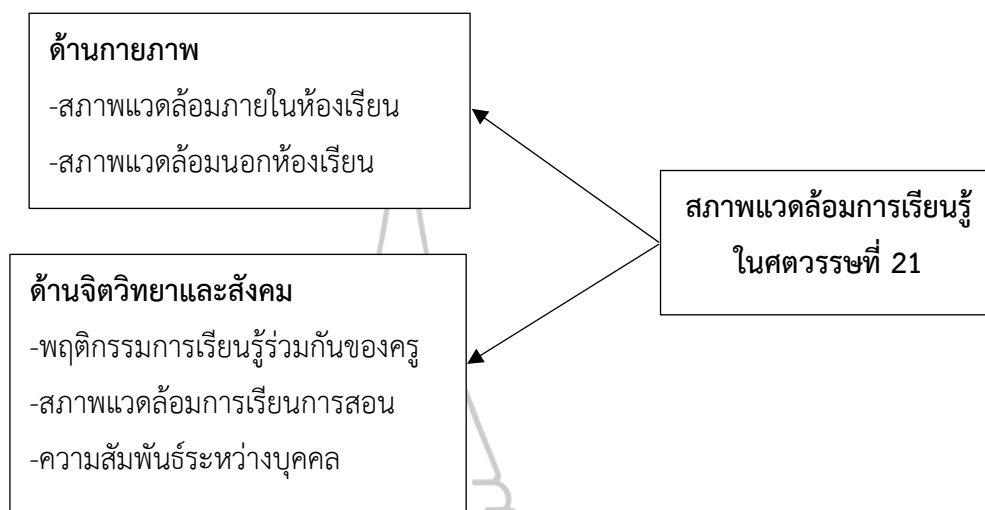 ด้านกายภาพ
-สภาพแวดล้อมภายในห้องเรียน
-สภาพแวดล้อมนอกห้องเรียน
สภาพแวดล้อมการเรียนรู้
ในศตวรรษที่ 21
ด้านจิตวิทยาและสังคม
-พฤติกรรมการเรียนรู้ร่วมกันของครู
-สภาพแวดล้อมการเรียนการสอน
-ความสัมพันธ์ระหว่างบุคคล